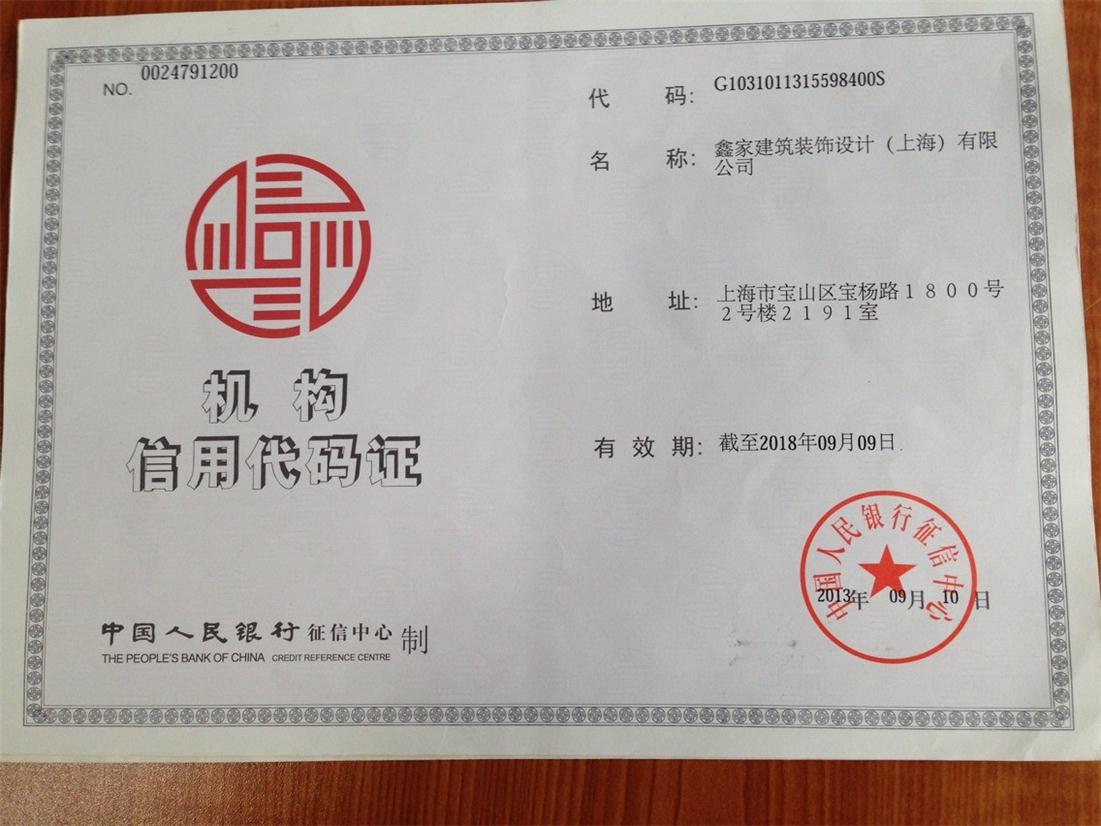 NO. 0024791200
机构
信用代码证
中国人民银行 征信中心 制
THE PEOPLE'S BANK OF CHINA CREDIT REFERENCE CENTRE
代码: G1031011315598400S
名称: 鑫家建筑装饰设计（上海）有限
公司
地址: 上海市宝山区宝杨路1800号
2号楼2191室
有效期: 截至2018年09月09日
中国人民银行征信中心
2013年 09月 10日